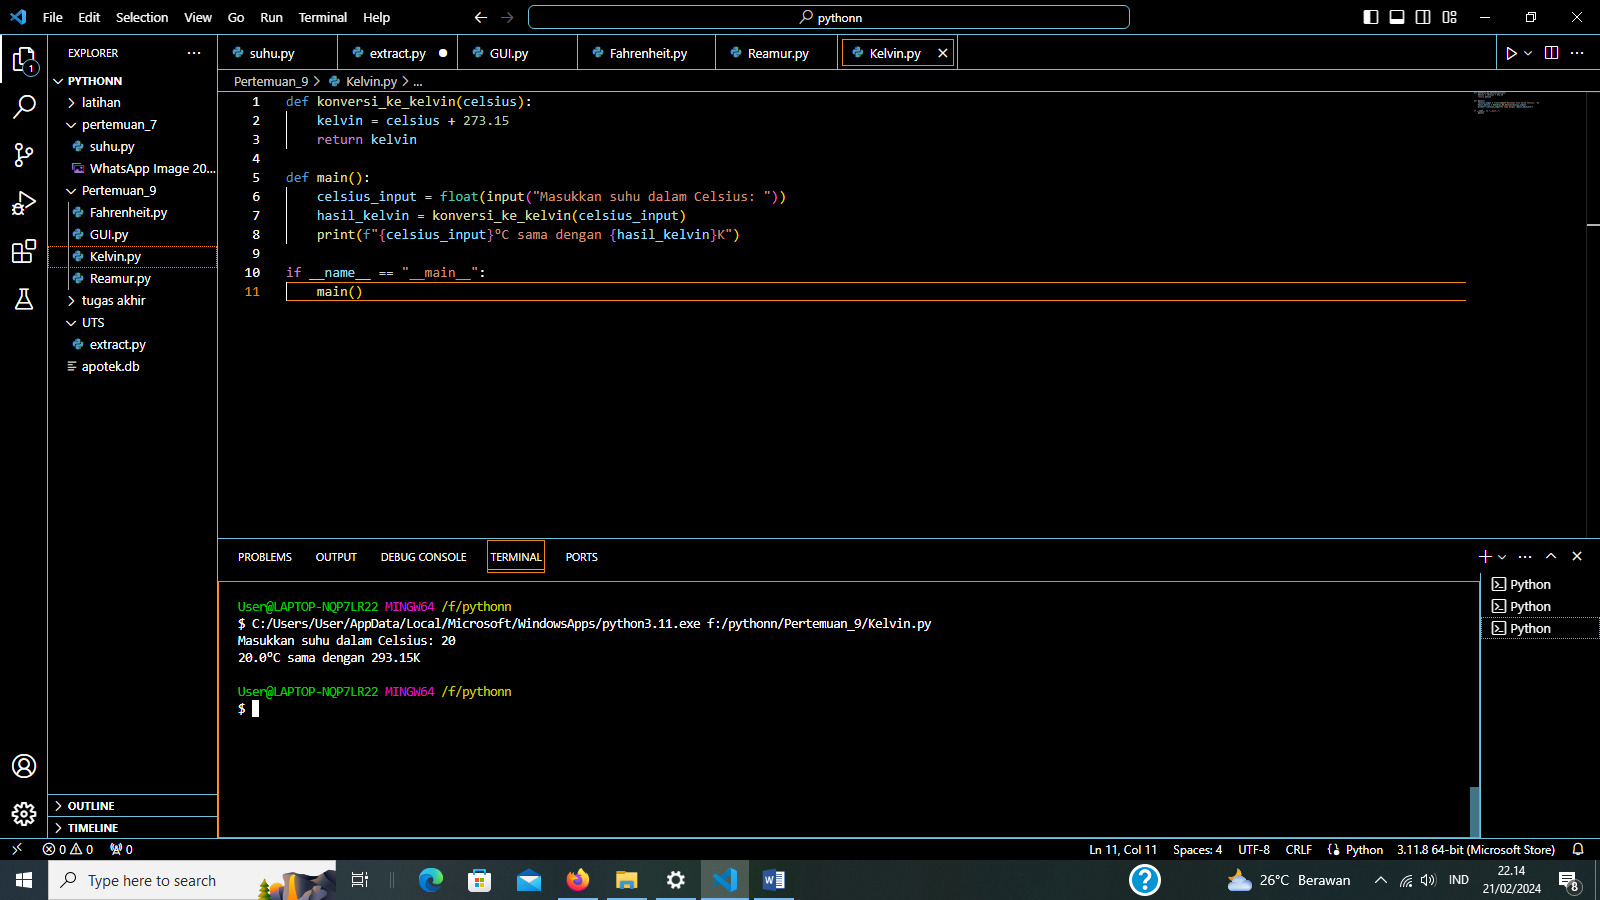 File Edit Selection View Go Run Terminal Help
pythonn
EXPLORER
suhu.py
extract.py
GUI.py
Fahrenheit.py
Reamur.py
Kelvin.py
PYTHONN
latihan
pertemuan_7
suhu.py
WhatsApp Image 20...
Pertemuan_9
Fahrenheit.py
GUI.py
Kelvin.py
Reamur.py
tugas akhir
UTS
extract.py
apotek.db
OUTLINE
TIMELINE
Pertemuan_9 > Kelvin.py > ...
1 def konversi_ke_kelvin(celsius):
2     kelvin = celsius + 273.15
3     return kelvin
4
5 def main():
6     celsius_input = float(input("Masukkan suhu dalam Celsius: "))
7     hasil_kelvin = konversi_ke_kelvin(celsius_input)
8     print(f"{celsius_input}°C sama dengan {hasil_kelvin}K")
9
10 if __name__ == "__main__":
11     main()
PROBLEMS OUTPUT DEBUG CONSOLE TERMINAL PORTS
User@LAPTOP-NQP7LR22 MINGW64 /f/pythonn
$ C:/Users/User/AppData/Local/Microsoft/WindowsApps/python3.11.exe f:/pythonn/Pertemuan_9/Kelvin.py
Masukkan suhu dalam Celsius: 20
20.0°C sama dengan 293.15K
User@LAPTOP-NQP7LR22 MINGW64 /f/pythonn
$
Python
Python
Python
0 0 0
Ln 11, Col 11 Spaces: 4 UTF-8 CRLF Python 3.11.8 64-bit (Microsoft Store)
Type here to search
26°C Berawan
IND
22.14
21/02/2024
8
1